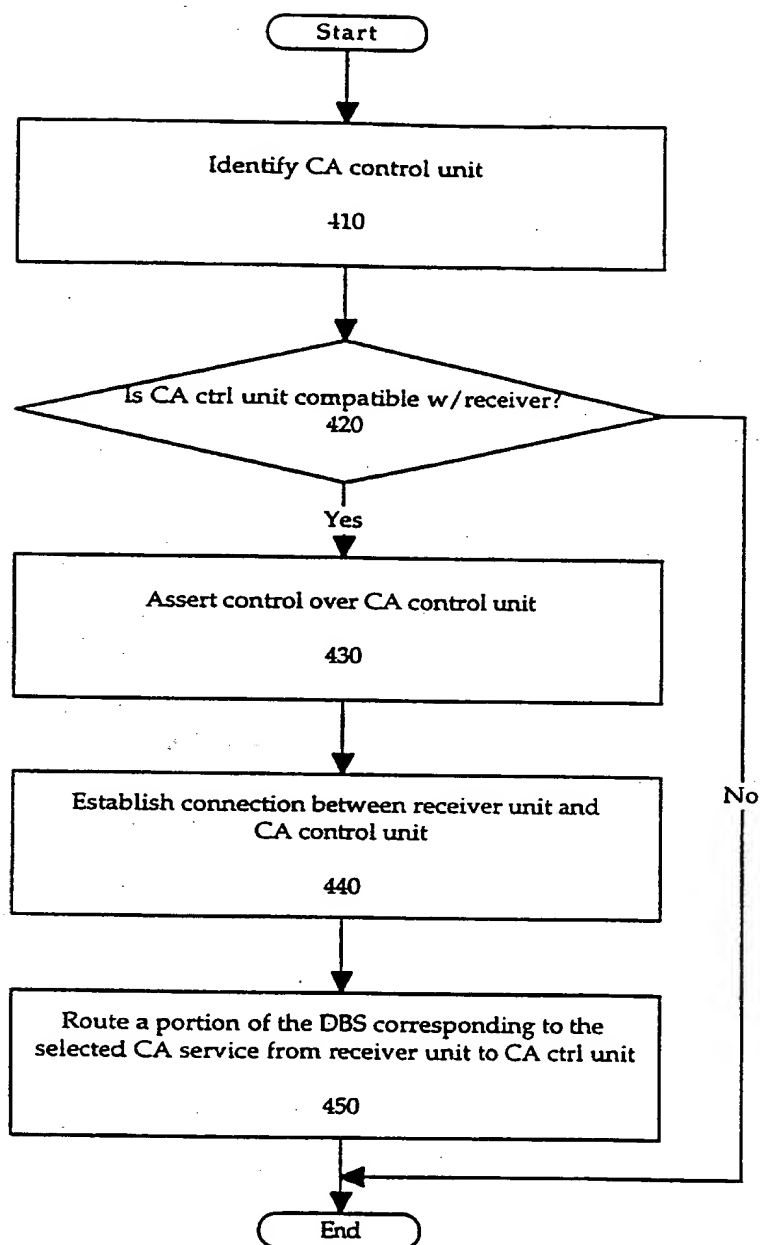 Start
Identify CA control unit
410
Is CA ctrl unit compatible w/receiver?
420
Yes
Assert control over CA control unit
430
No
Establish connection between receiver unit and
CA control unit
440
Route a portion of the DBS corresponding to the
selected CA service from receiver unit to CA ctrl unit
450
End